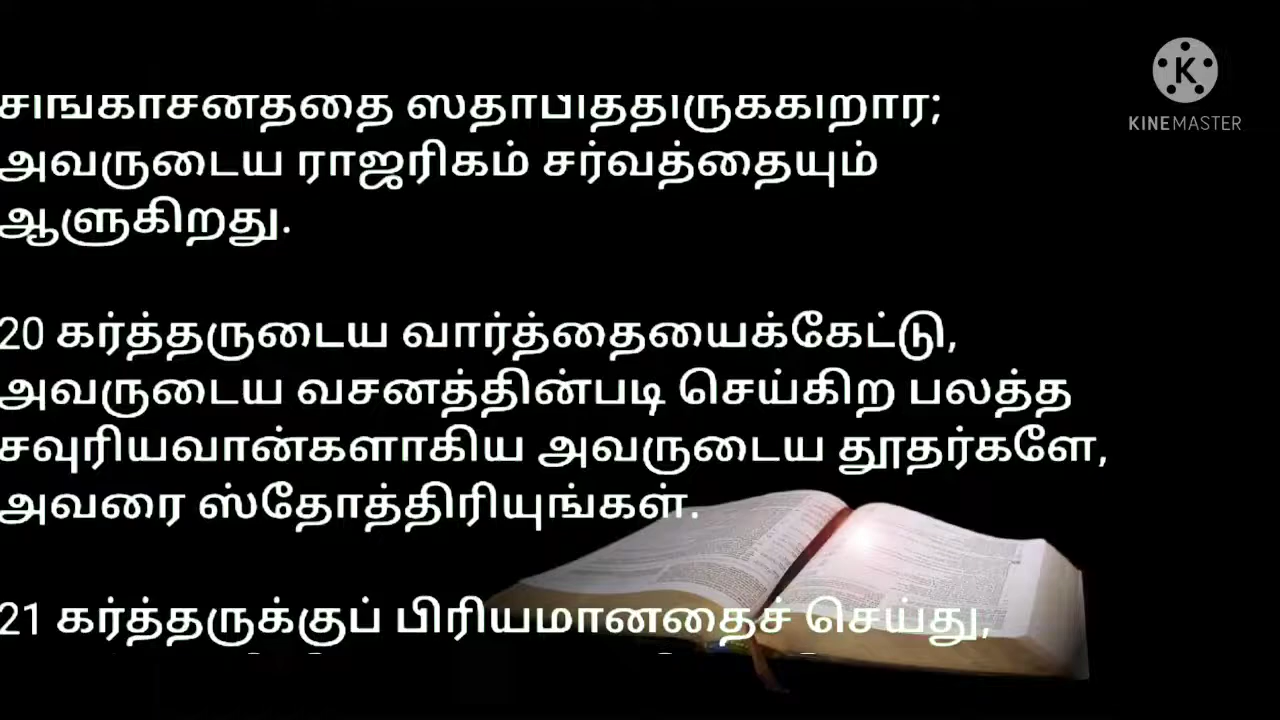 சிங்காசனத்தை ஸ்தாபித்திருக்கிறார்;
அவருடைய ராஜரிகம் சர்வத்தையும்
ஆளுகிறது.
20 கர்த்தருடைய வார்த்தையைக்கேட்டு,
அவருடைய வசனத்தின்படி செய்கிற பலத்த
சவுரியவான்களாகிய அவருடைய தூதர்களே,
அவரை ஸ்தோத்திரியுங்கள்.
21 கர்த்தருக்குப் பிரியமானதைச் செய்து,
K
KINEMASTER